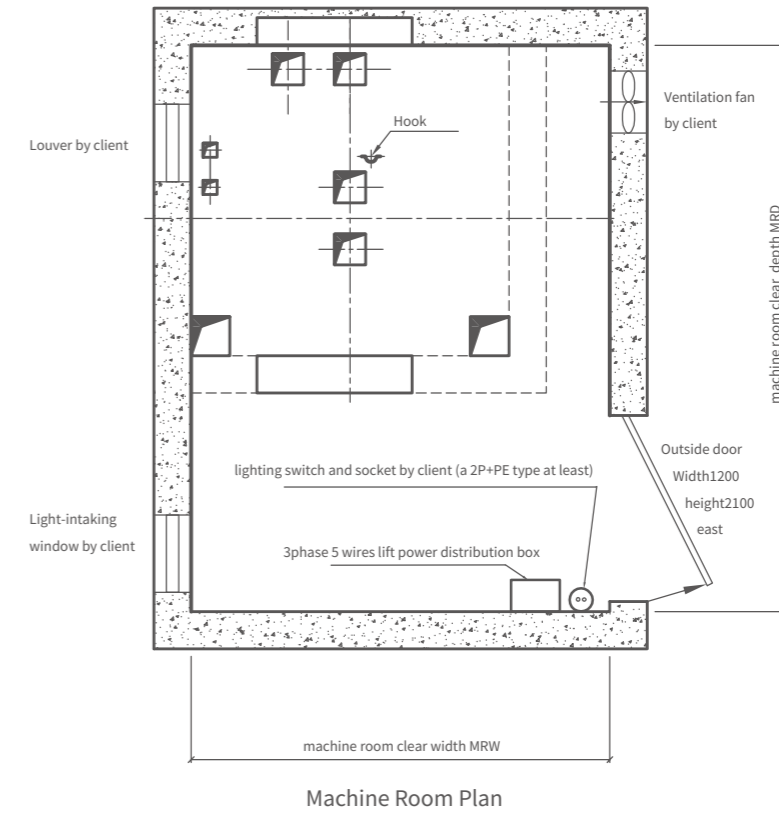 Louver by client
Hook
Ventilation fan
by client
machine room clear depth MRD
Outside door
Width1200
height2100
east
lighting switch and socket by client (a 2P+PE type at least)
Light-intaking
window by client
3phase 5 wires lift power distribution box
machine room clear width MRW
Machine Room Plan